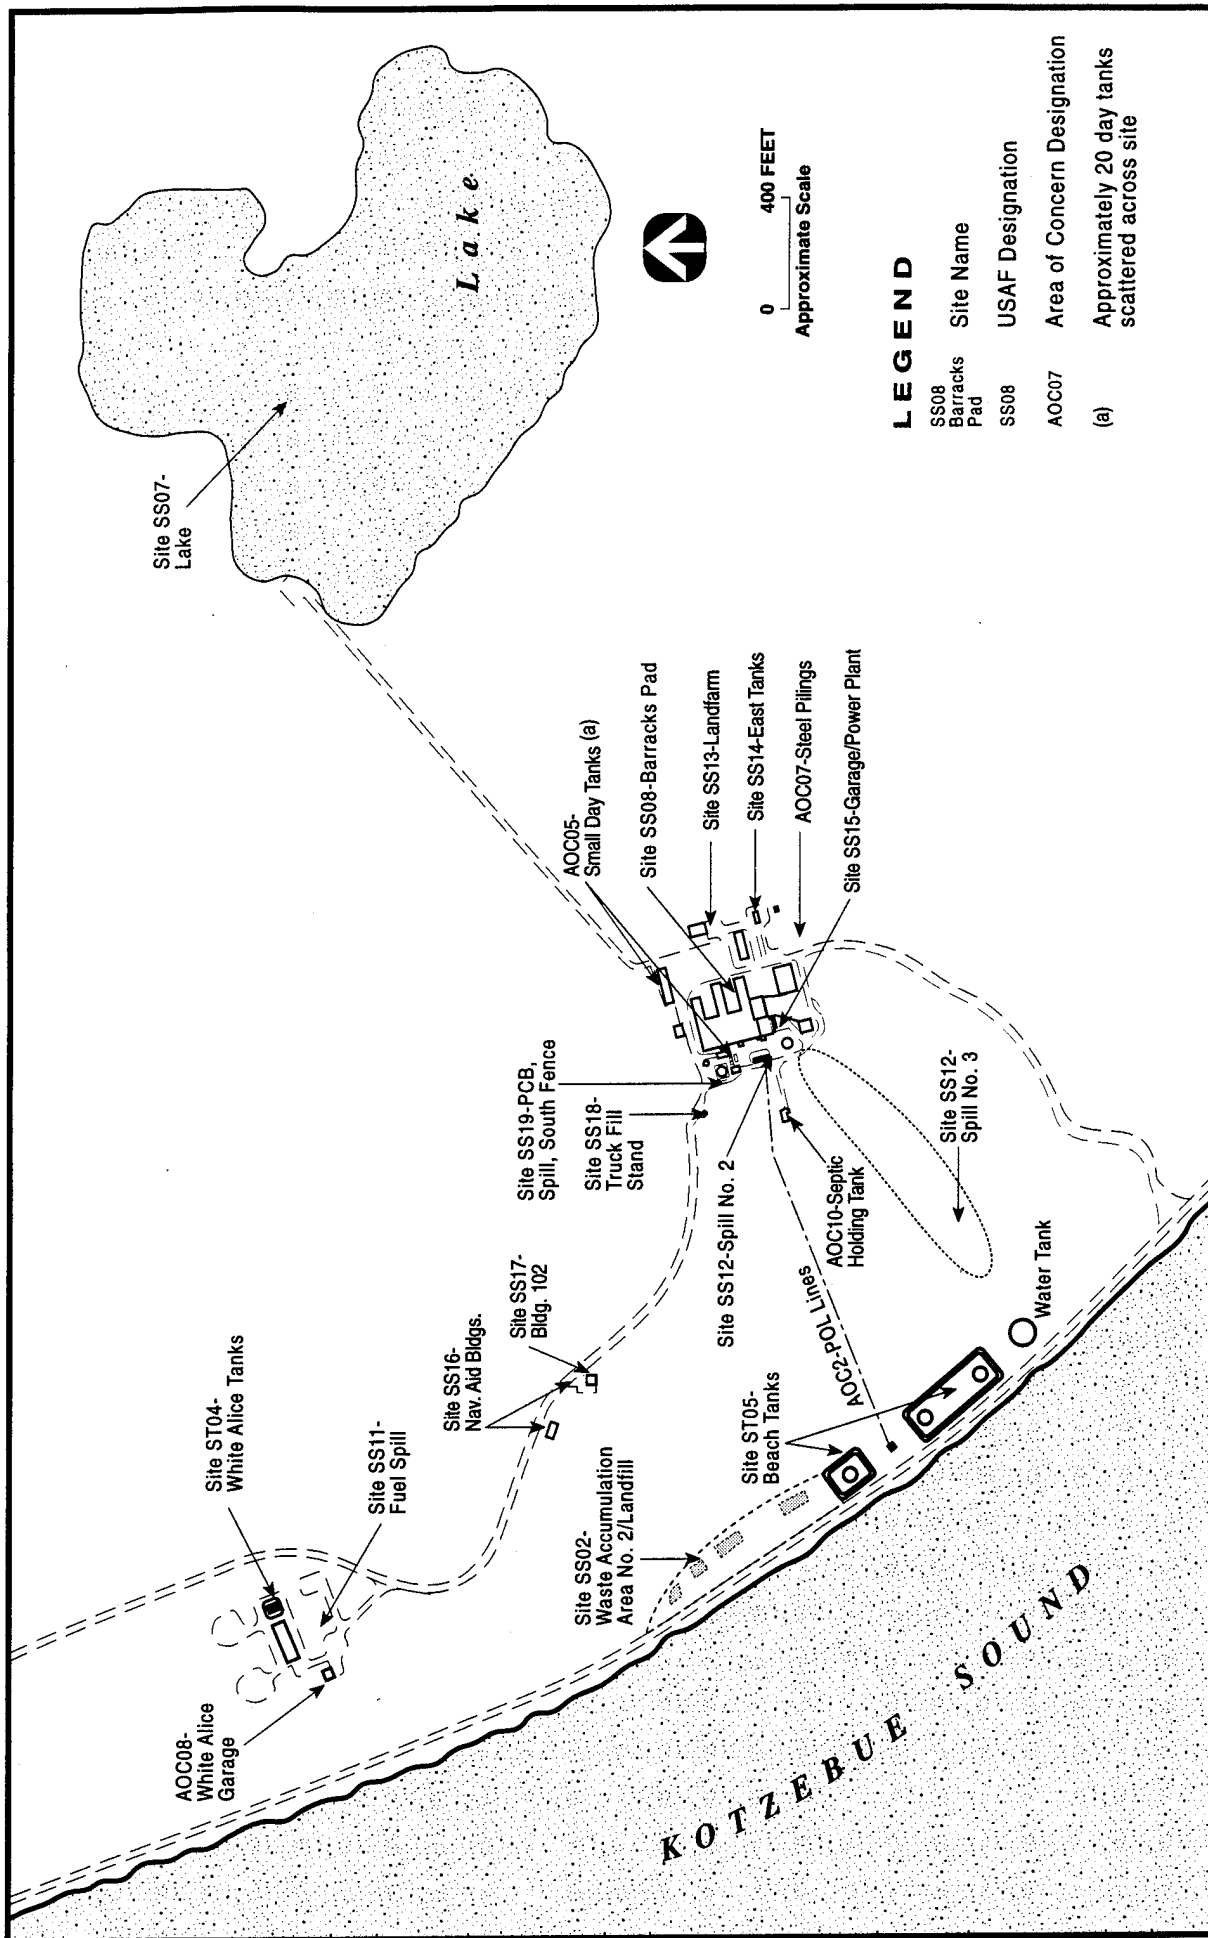 Site SS07-
Lake
Lake
AOC08-
White Alice
Garage
Site ST04-
White Alice Tanks
Site SS11-
Fuel Spill
Site SS16-
Nav. Aid Bldgs.
Site SS17-
Bldg. 102
Site SS19-PCB,
Spill, South Fence
Site SS18-
Truck Fill
Stand
AOC05-
Small Day Tanks (a)
Site SS08-Barracks Pad
Site SS13-Landfarm
Site SS14-East Tanks
AOC07-Steel Pilings
Site SS15-Garage/Power Plant
Site SS12-Spill No. 2
AOC10-Septic
Holding Tank
Site SS12-
Spill No. 3
AOC2-POL Lines
Site SS02-
Waste Accumulation
Area No. 2/Landfill
Site ST05-
Beach Tanks
Water Tank
KOTZEBUE SOUND
0 400 FEET
Approximate Scale
LEGEND
SS08
Barracks
Pad
Site Name
SS08 USAF Designation
AOC07 Area of Concern Designation
(a) Approximately 20 day tanks
scattered across site